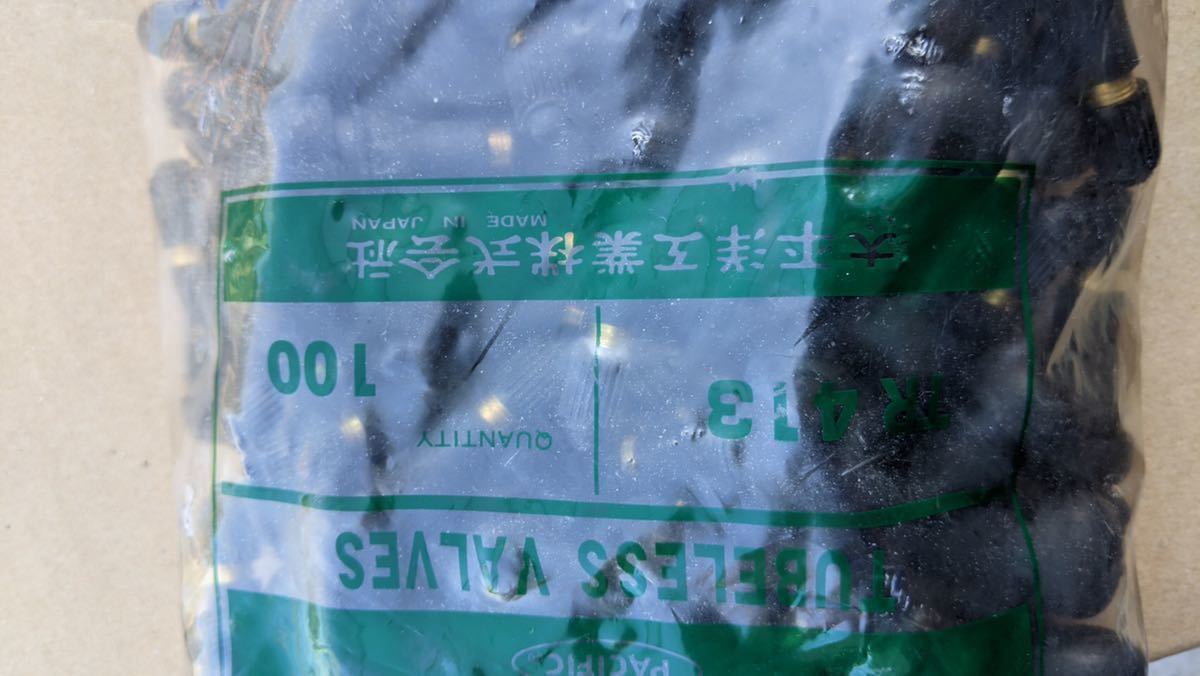 PACIFIC
TUBELESS VALVES
TR 413
QUANTITY
100
太平洋工業株式会社
MADE IN JAPAN